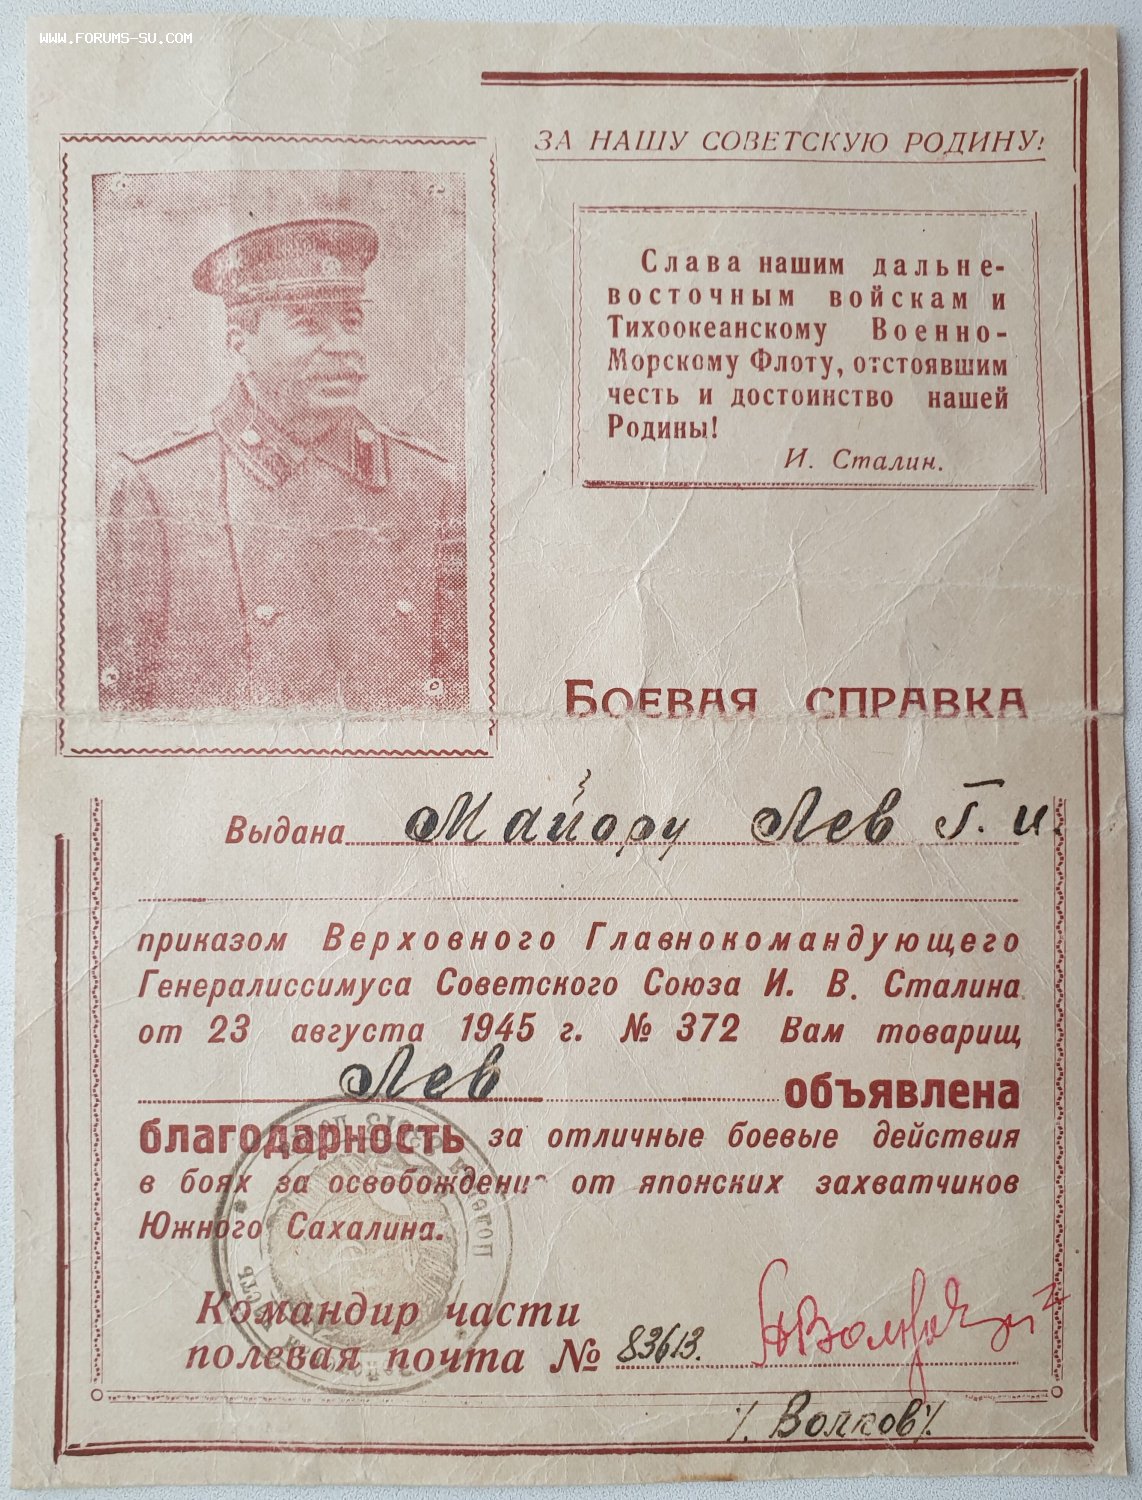 WWW.FORUMS-SU.COM
ЗА НАШУ СОВЕТСКУЮ РОДИНУ!
Слава нашим дальне-
восточным войскам и
Тихоокеанскому Военно-
Морскому Флоту, отстоявшим
честь и достоинство нашей
Родины!
И. Сталин.
БОЕВАЯ СПРАВКА
Выдана Майору Лев Г. И.
приказом Верховного Главнокомандующего
Генералиссимуса Советского Союза И. В. Сталина
от 23 августа 1945 г. № 372 Вам товарищ
Лев объявлена
благодарность за отличные боевые действия
в боях за освобождение от японских захватчиков
Южного Сахалина.
Командир части
полевая почта № 83613.
/. Волков/.